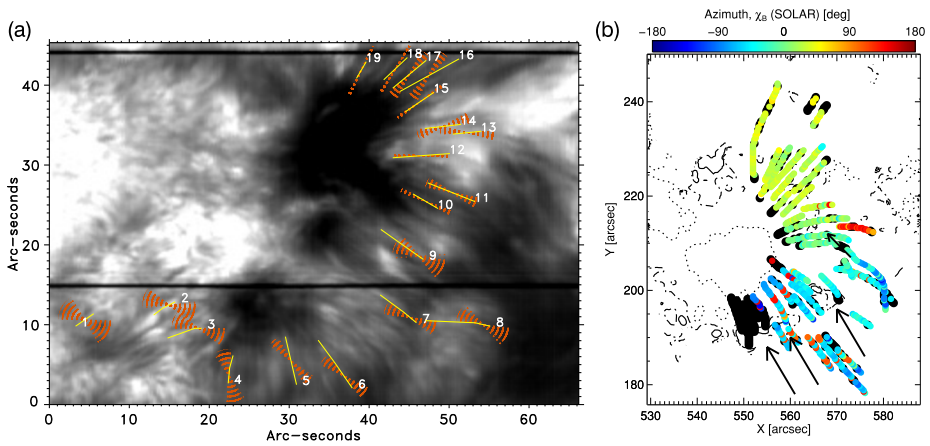 (a)
40
30
20
10
0
Arc-seconds
0 10 20 30 40 50 60
Arc-seconds
19 18 17 16
15
14
13
12
11
10
9
1 2 3 7 8
4 5 6
(b)
Azimuth, χB (SOLAR) [deg]
−180 −90 0 90 180
240
220
200
180
Y [arcsec]
530 540 550 560 570 580
X [arcsec]